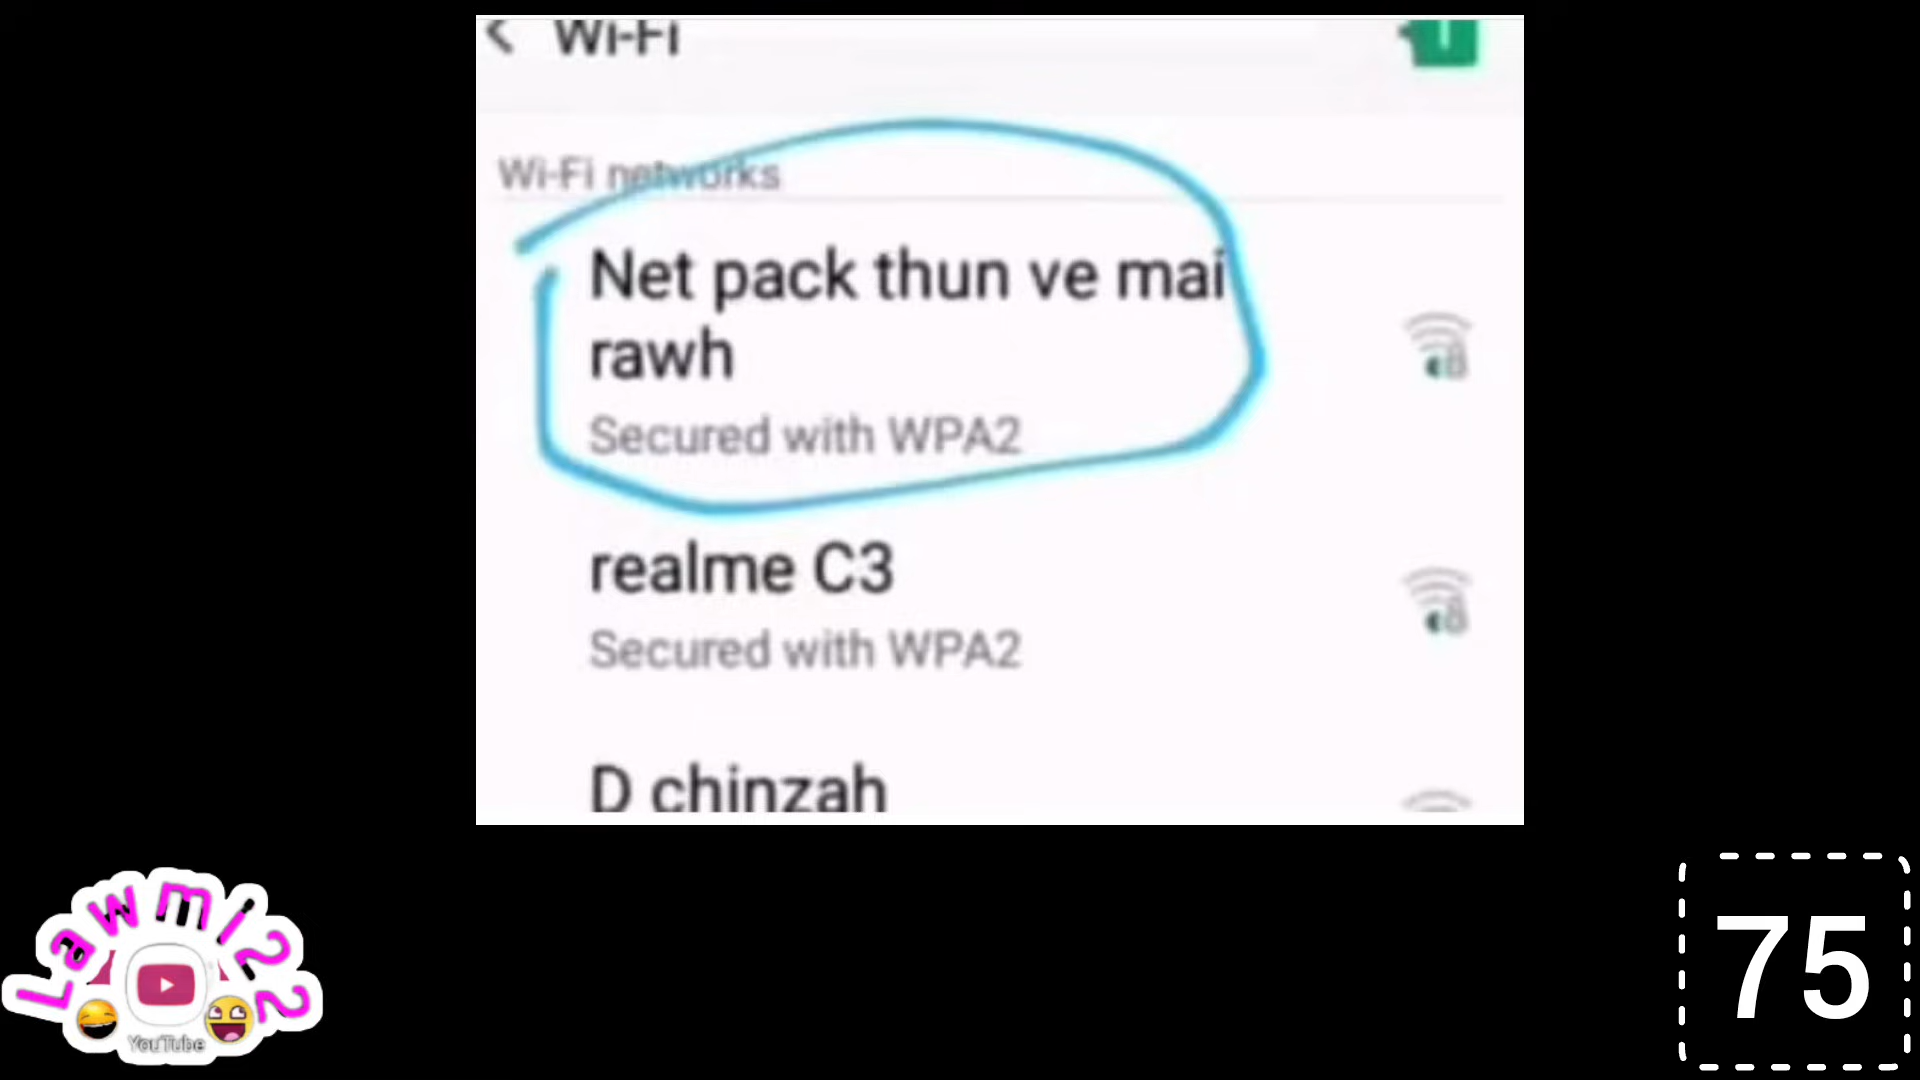 Wi-Fi
Wi-Fi networks
Net pack thun ve mai
rawh
Secured with WPA2
realme C3
Secured with WPA2
D chinzah
Lawmi22
YouTube
75